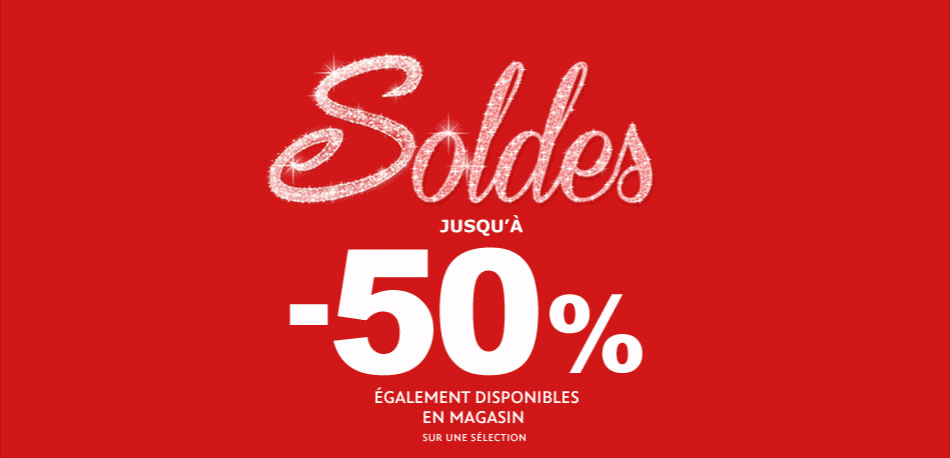 Soldes
JUSQU’À
-50%
ÉGALEMENT DISPONIBLES
EN MAGASIN
SUR UNE SÉLECTION